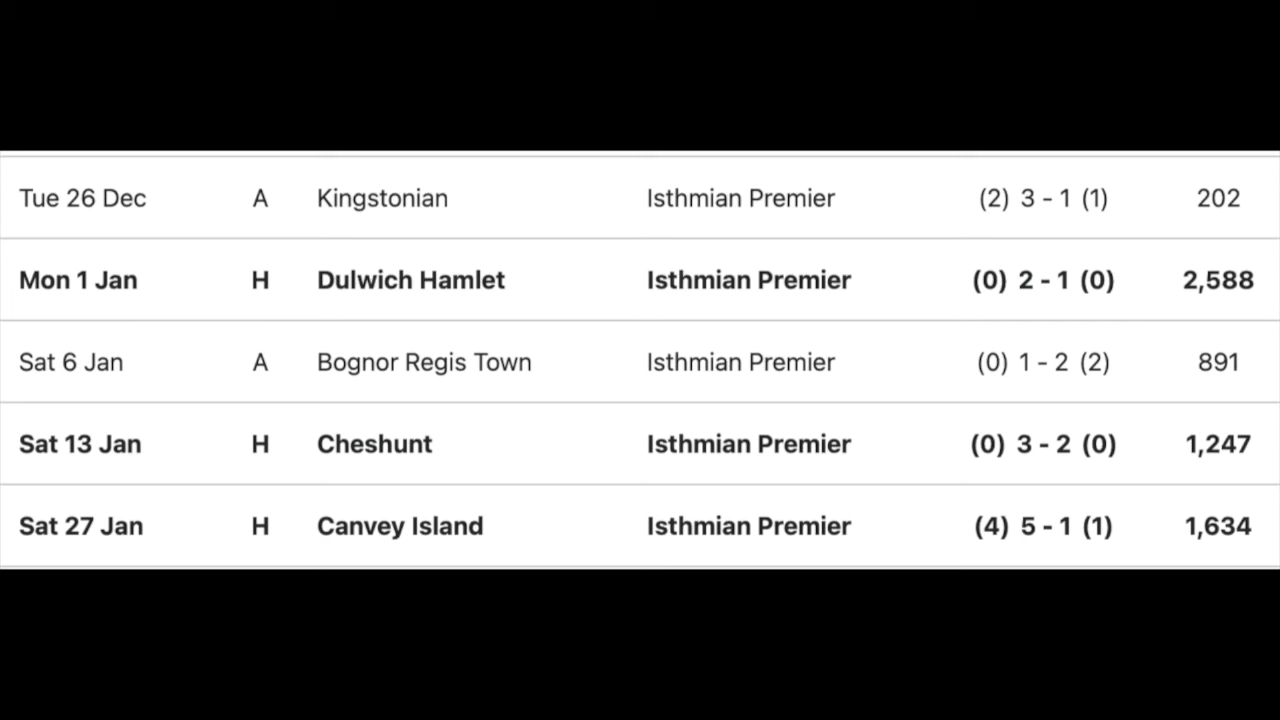 Tue 26 Dec A Kingstonian Isthmian Premier (2) 3 - 1 (1) 202
Mon 1 Jan H Dulwich Hamlet Isthmian Premier (0) 2 - 1 (0) 2,588
Sat 6 Jan A Bognor Regis Town Isthmian Premier (0) 1 - 2 (2) 891
Sat 13 Jan H Cheshunt Isthmian Premier (0) 3 - 2 (0) 1,247
Sat 27 Jan H Canvey Island Isthmian Premier (4) 5 - 1 (1) 1,634